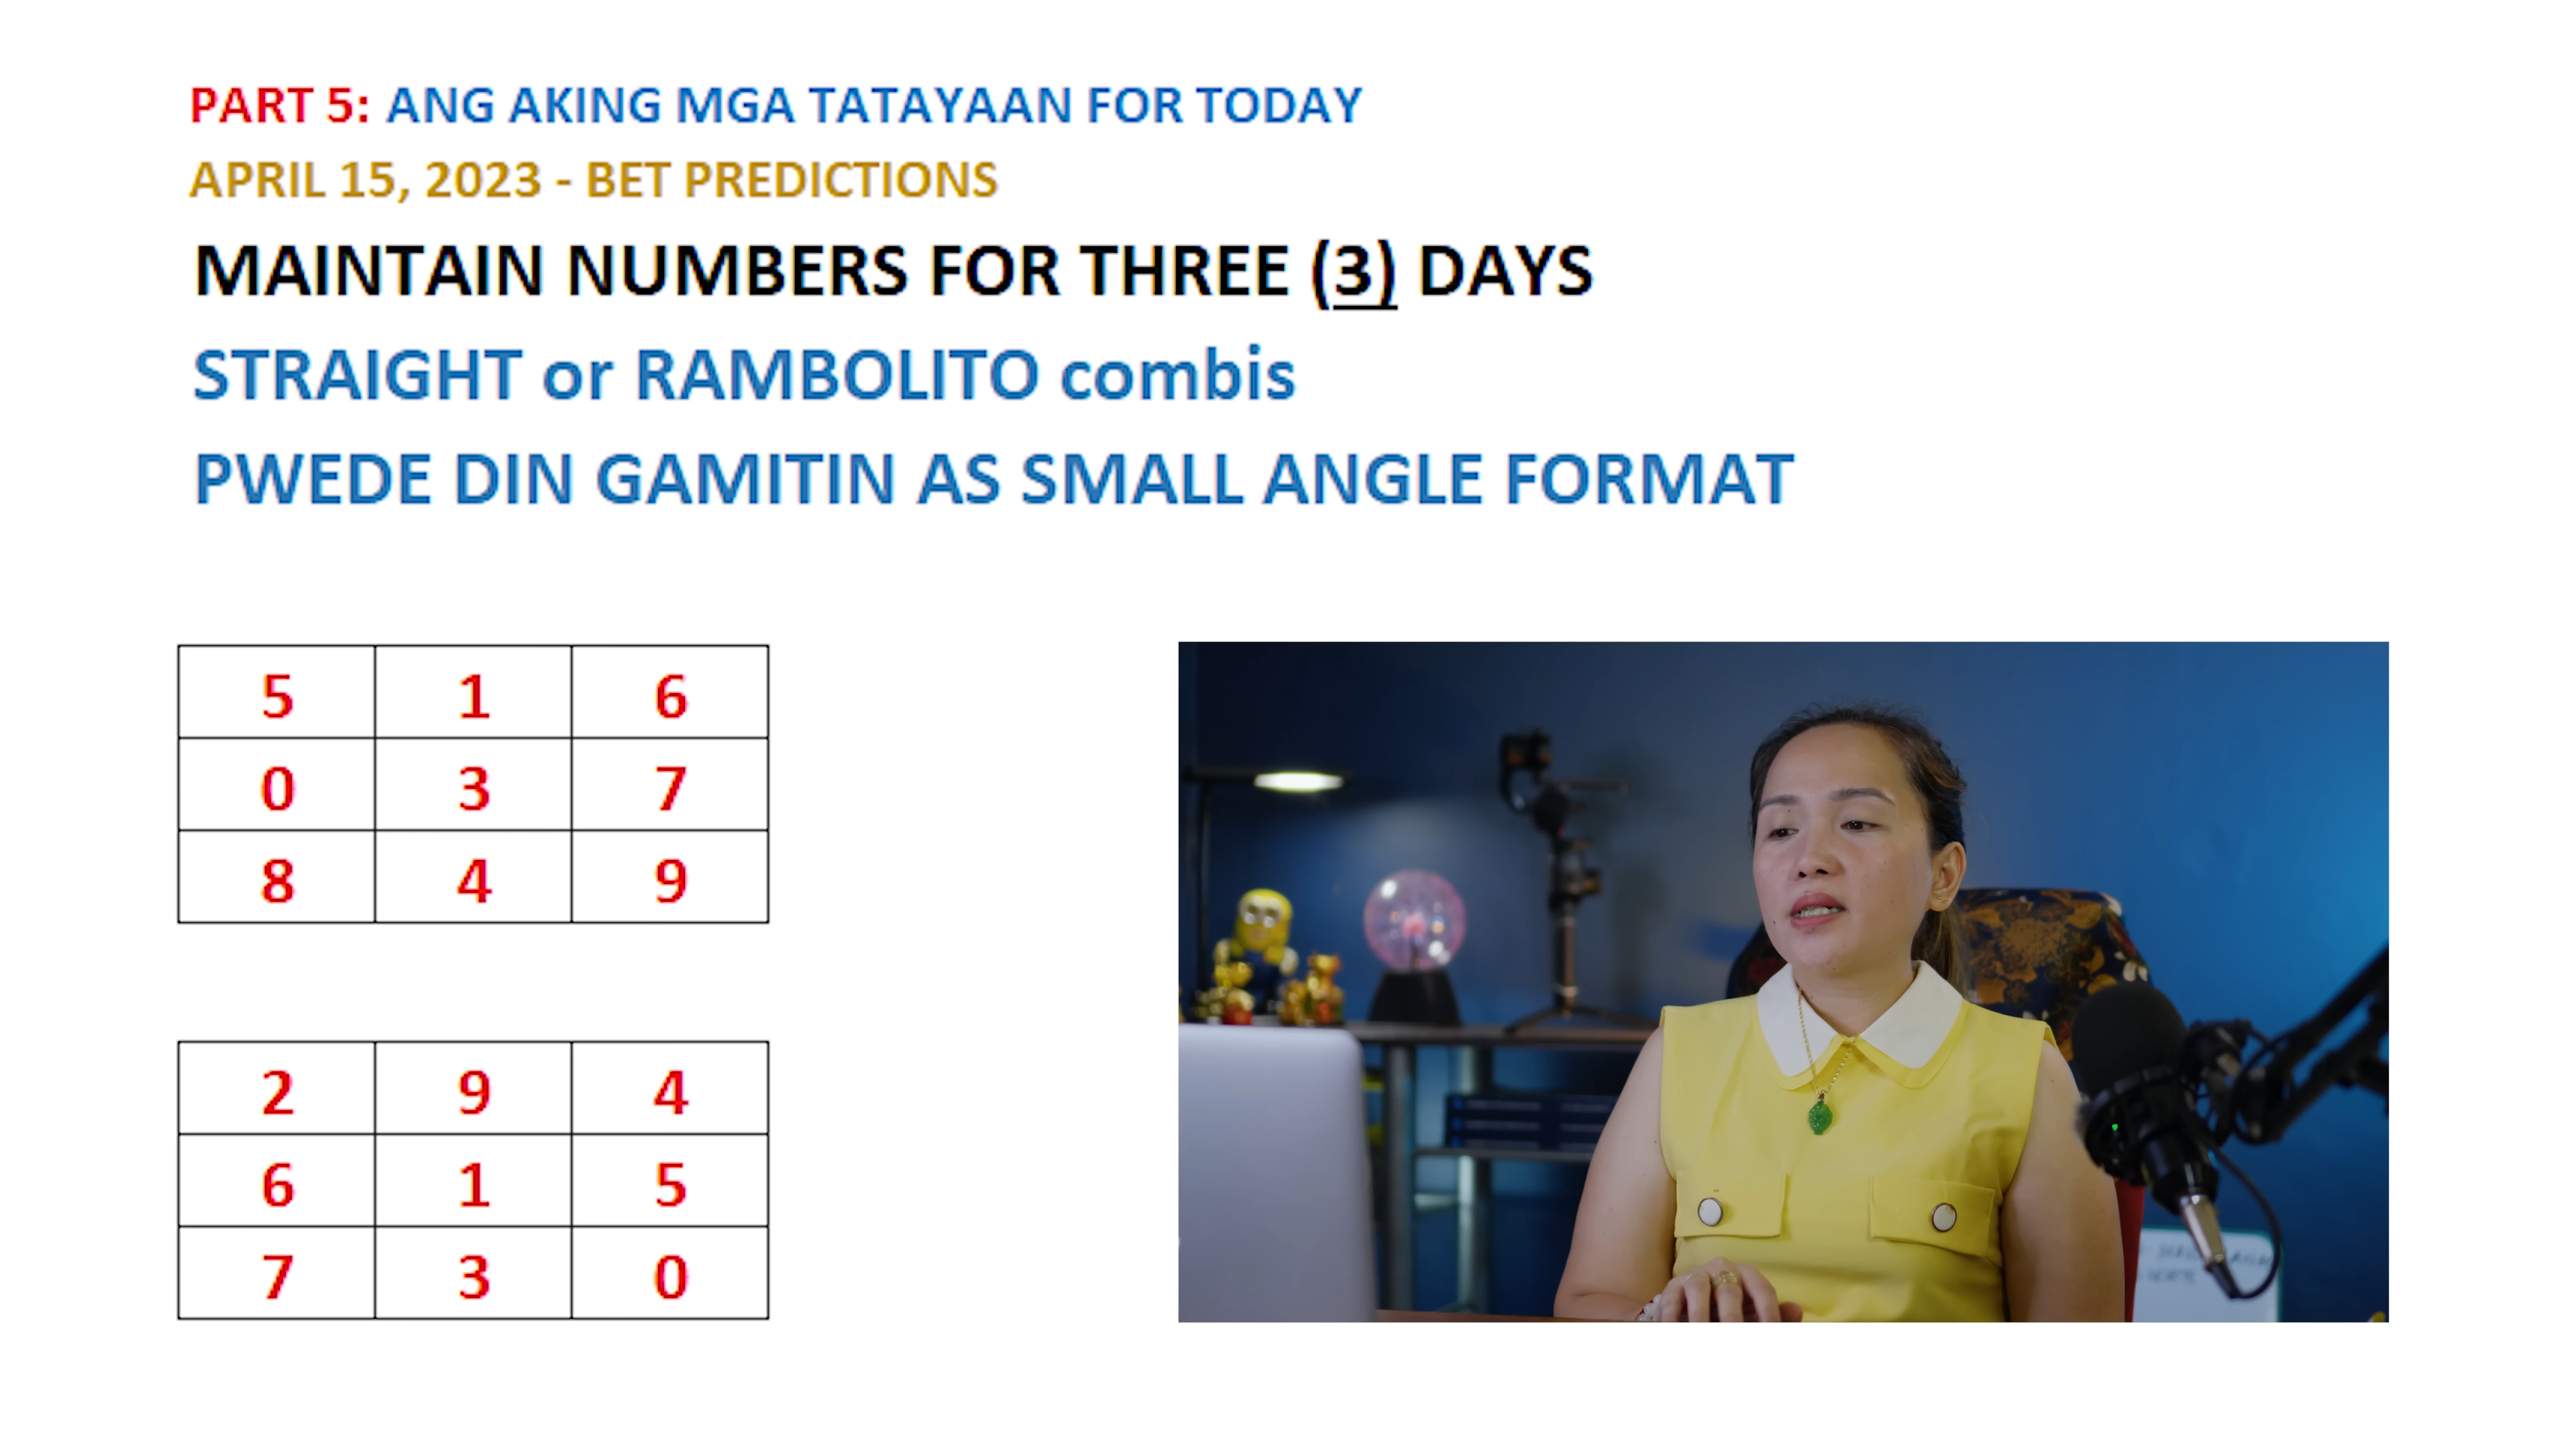 PART 5: ANG AKING MGA TATAYAAN FOR TODAY
APRIL 15, 2023 - BET PREDICTIONS
MAINTAIN NUMBERS FOR THREE (3) DAYS
STRAIGHT or RAMBOLITO combis
PWEDE DIN GAMITIN AS SMALL ANGLE FORMAT
5 1 6
0 3 7
8 4 9
2 9 4
6 1 5
7 3 0